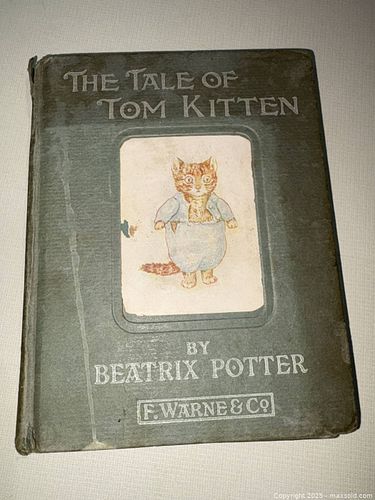 THE TALE OF
TOM KITTEN
BY
BEATRIX POTTER
F. WARNE & Co
Copyright 2025 - maxsold.com